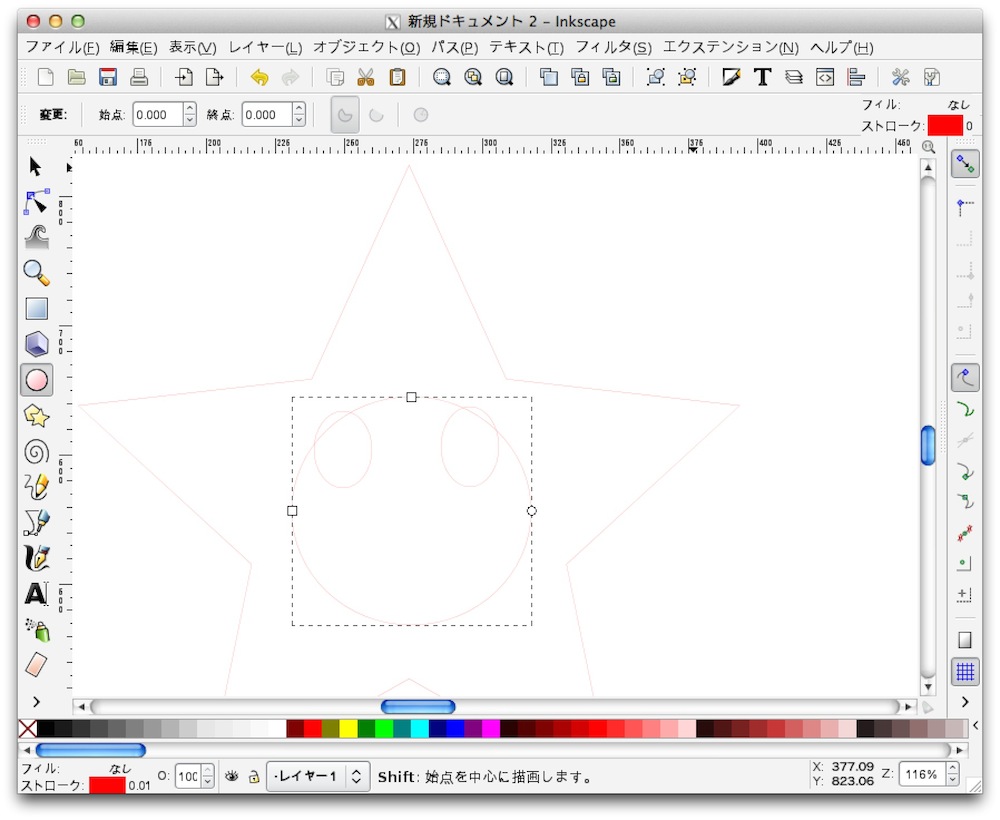 新規ドキュメント 2 - Inkscape
ファイル(F) 編集(E) 表示(V) レイヤー(L) オブジェクト(O) パス(P) テキスト(T) フィルタ(S) エクステンション(N) ヘルプ(H)
変更: 始点: 0.000 終点: 0.000
フィル: なし
ストローク: 0
175 200 225 250 275 300 325 350 375 400 425 450
フィル: なし
ストローク: 0.01
O: 100
レイヤー 1
Shift: 始点を中心に描画します。
X: 377.09
Y: 823.06
Z: 116%